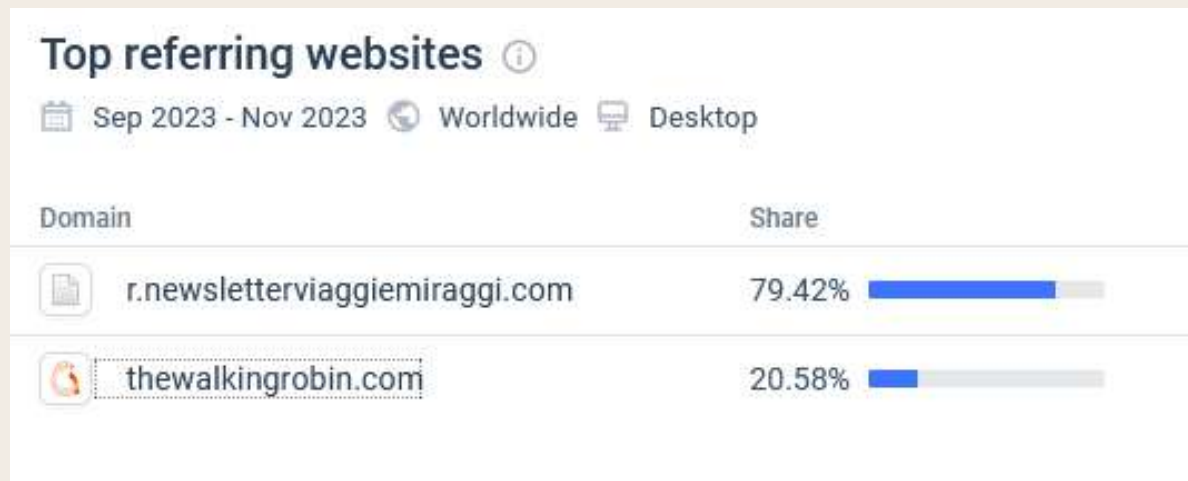 Top referring websites
Sep 2023 - Nov 2023 Worldwide Desktop
Domain Share
r.newsletterviaggiemiraggi.com 79.42%
thewalkingrobin.com 20.58%